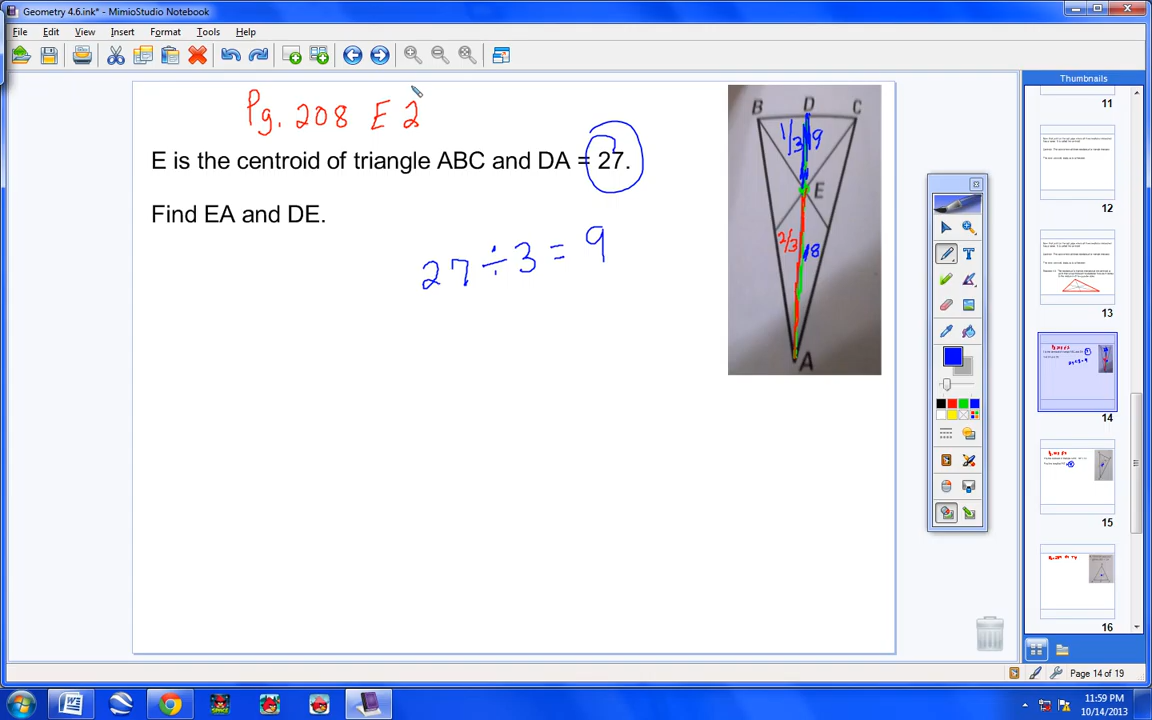 Geometry 4.6.ink* - MimioStudio Notebook
File Edit View Insert Format Tools Help
Pg. 208 E 2
E is the centroid of triangle ABC and DA = 27.
Find EA and DE.
27 ÷ 3 = 9
B D C
1/3 9
E
2/3 18
A
Thumbnails
11
12
13
14
15
16
Page 14 of 19
11:59 PM
10/14/2013